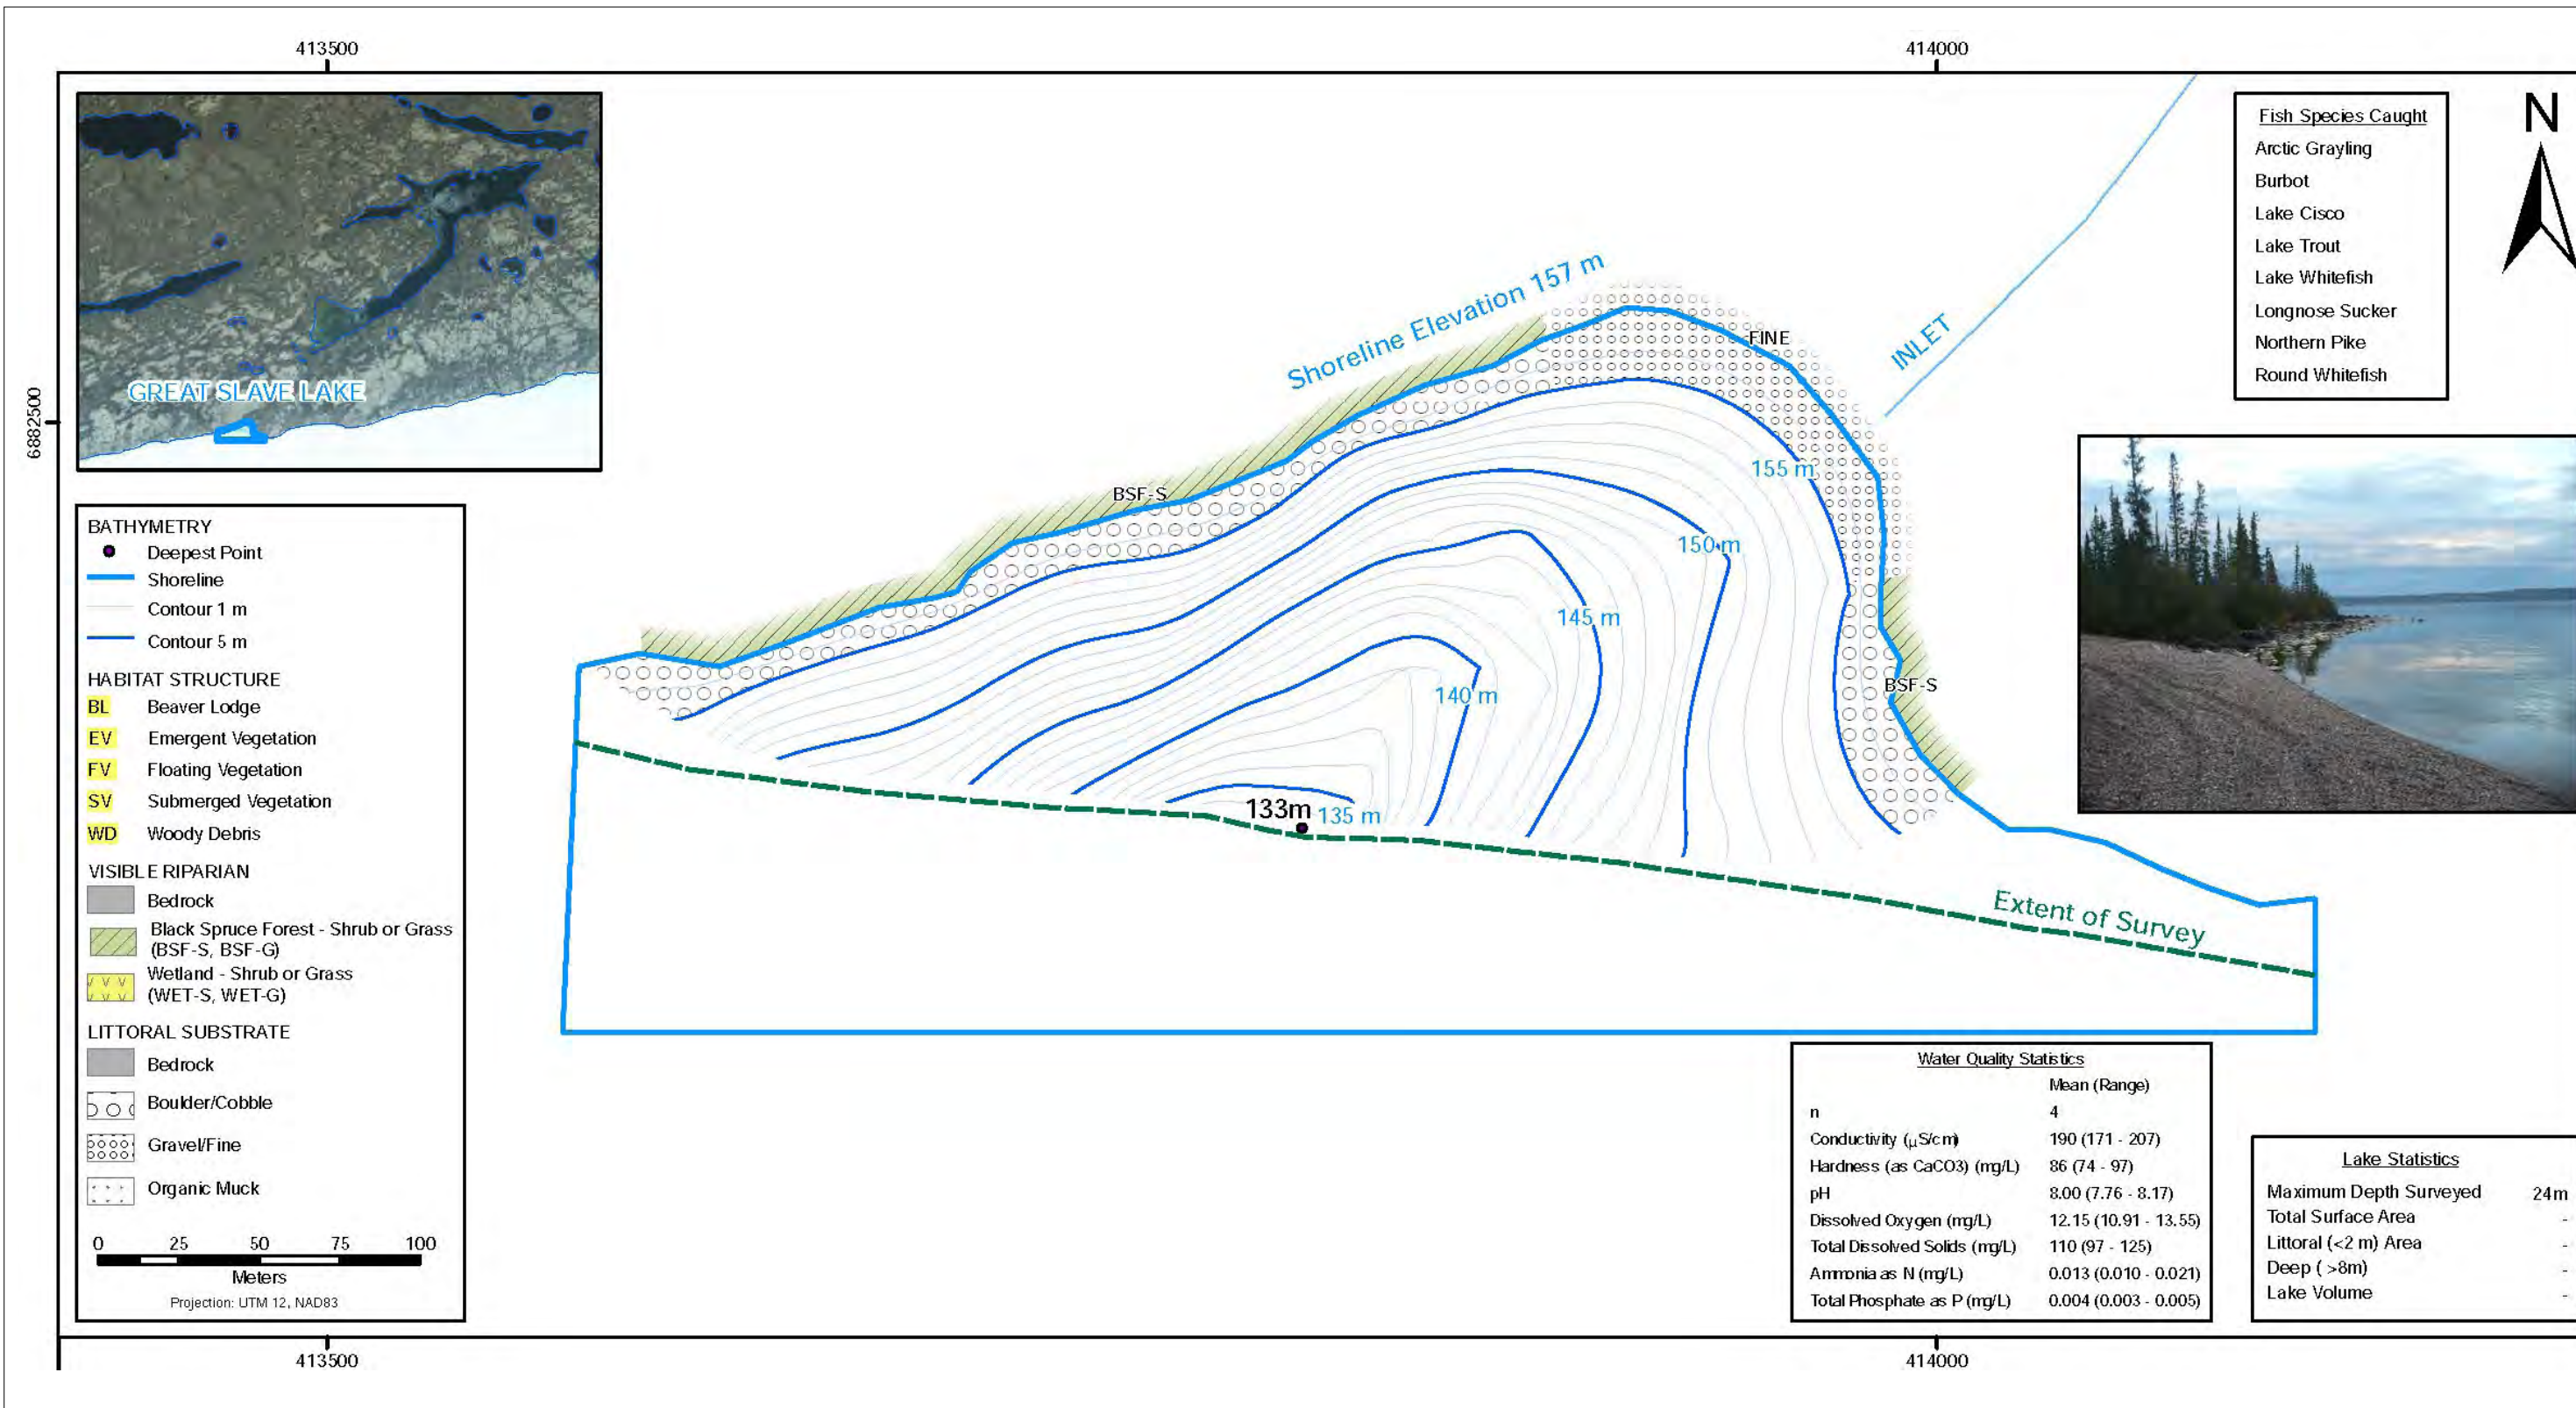 413500
414000
6882500
GREAT SLAVE LAKE
Shoreline Elevation 157 m
FINE
INLET
BSF-S
155 m
150 m
145 m
140 m
BSF-S
133m
135 m
Extent of Survey
Fish Species Caught
Arctic Grayling
Burbot
Lake Cisco
Lake Trout
Lake Whitefish
Longnose Sucker
Northern Pike
Round Whitefish
N
BATHYMETRY
Deepest Point
Shoreline
Contour 1 m
Contour 5 m
HABITAT STRUCTURE
BL Beaver Lodge
EV Emergent Vegetation
FV Floating Vegetation
SV Submerged Vegetation
WD Woody Debris
VISIBLE RIPARIAN
Bedrock
Black Spruce Forest - Shrub or Grass
(BSF-S, BSF-G)
Wetland - Shrub or Grass
(WET-S, WET-G)
LITTORAL SUBSTRATE
Bedrock
Boulder/Cobble
Gravel/Fine
Organic Muck
0 25 50 75 100
Meters
Projection: UTM 12, NAD83
Water Quality Statistics
Mean (Range)
n 4
Conductivity (µS/cm) 190 (171 - 207)
Hardness (as CaCO3) (mg/L) 86 (74 - 97)
pH 8.00 (7.76 - 8.17)
Dissolved Oxygen (mg/L) 12.15 (10.91 - 13.55)
Total Dissolved Solids (mg/L) 110 (97 - 125)
Ammonia as N (mg/L) 0.013 (0.010 - 0.021)
Total Phosphate as P (mg/L) 0.004 (0.003 - 0.005)
Lake Statistics
Maximum Depth Surveyed 24m
Total Surface Area -
Littoral (<2 m) Area -
Deep ( >8m) -
Lake Volume -
413500
414000